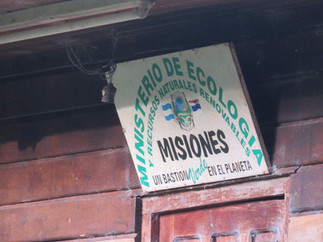 MINISTERIO DE ECOLOGIA
Y RECURSOS NATURALES RENOVABLES
MISIONES
UN BASTION Verde EN EL PLANETA